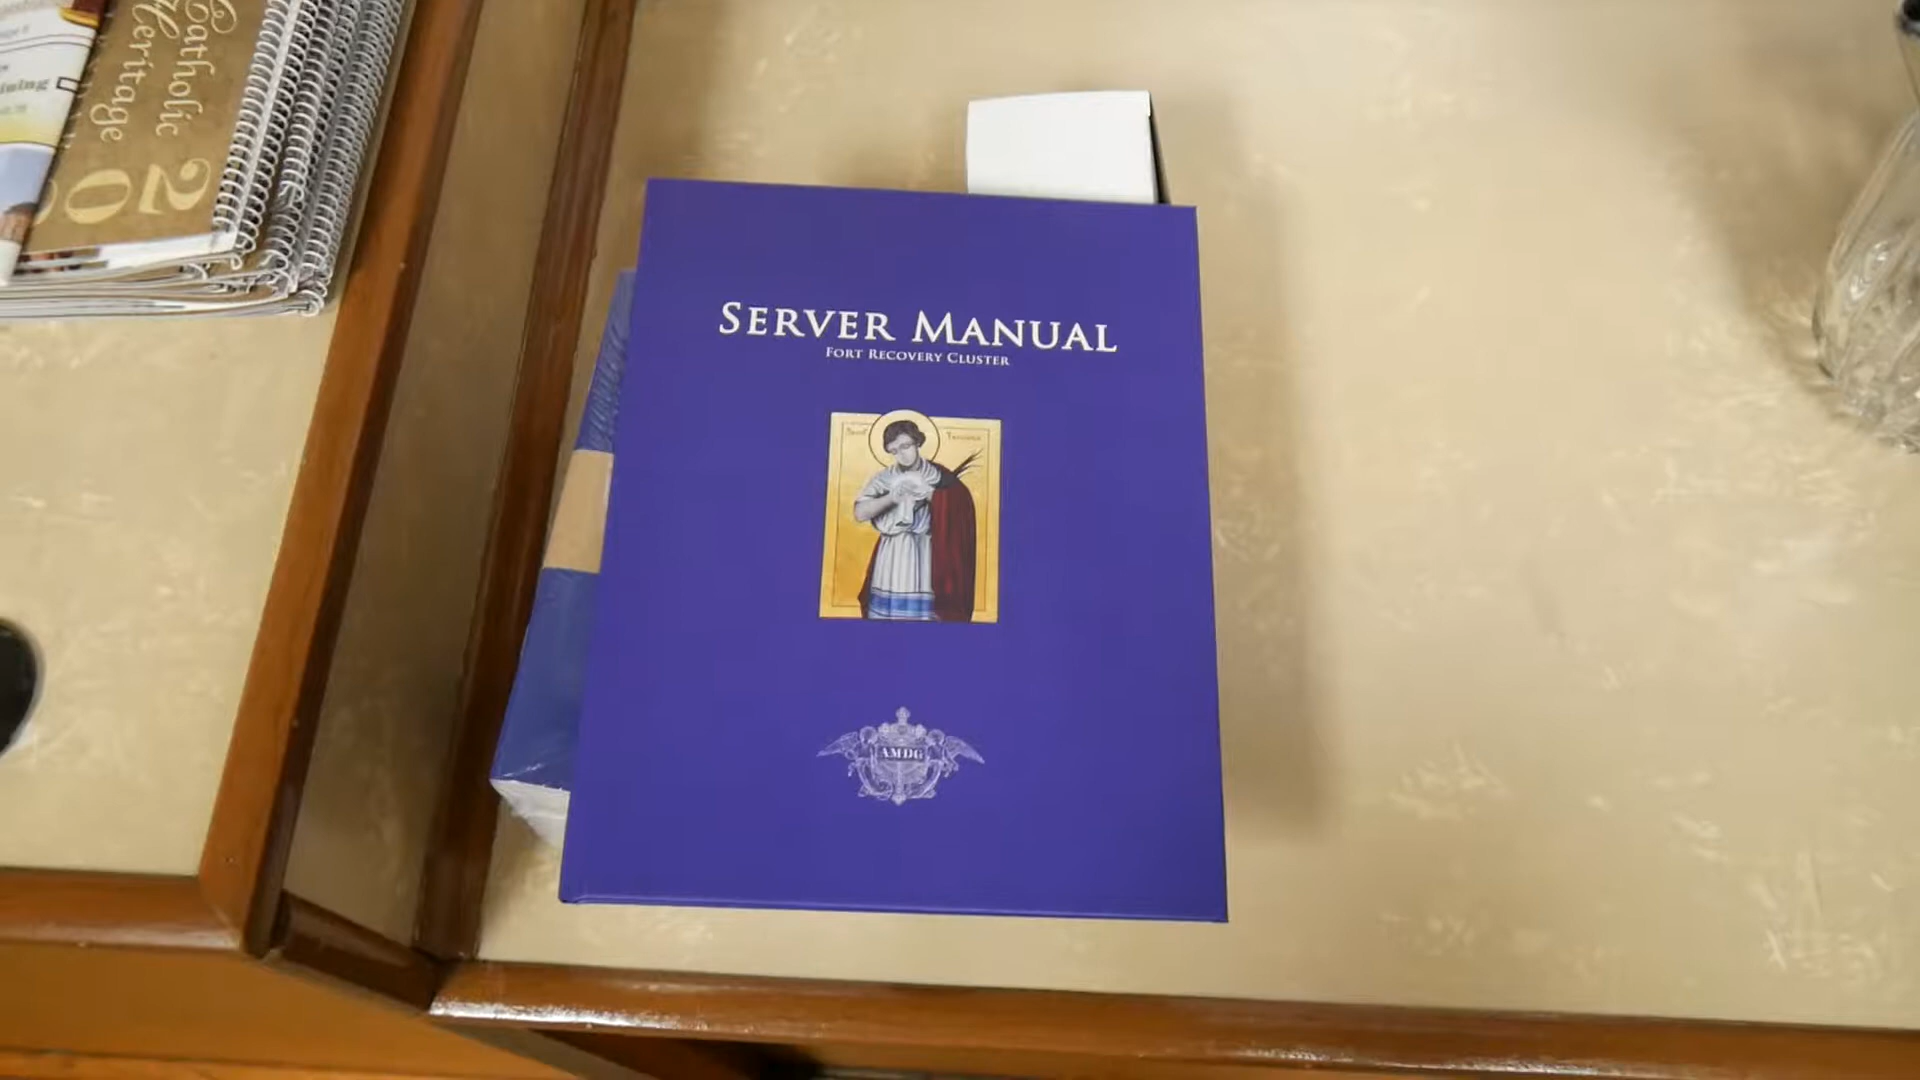 Catholic
Heritage
20
SERVER MANUAL
FORT RECOVERY CLUSTER
AMDG